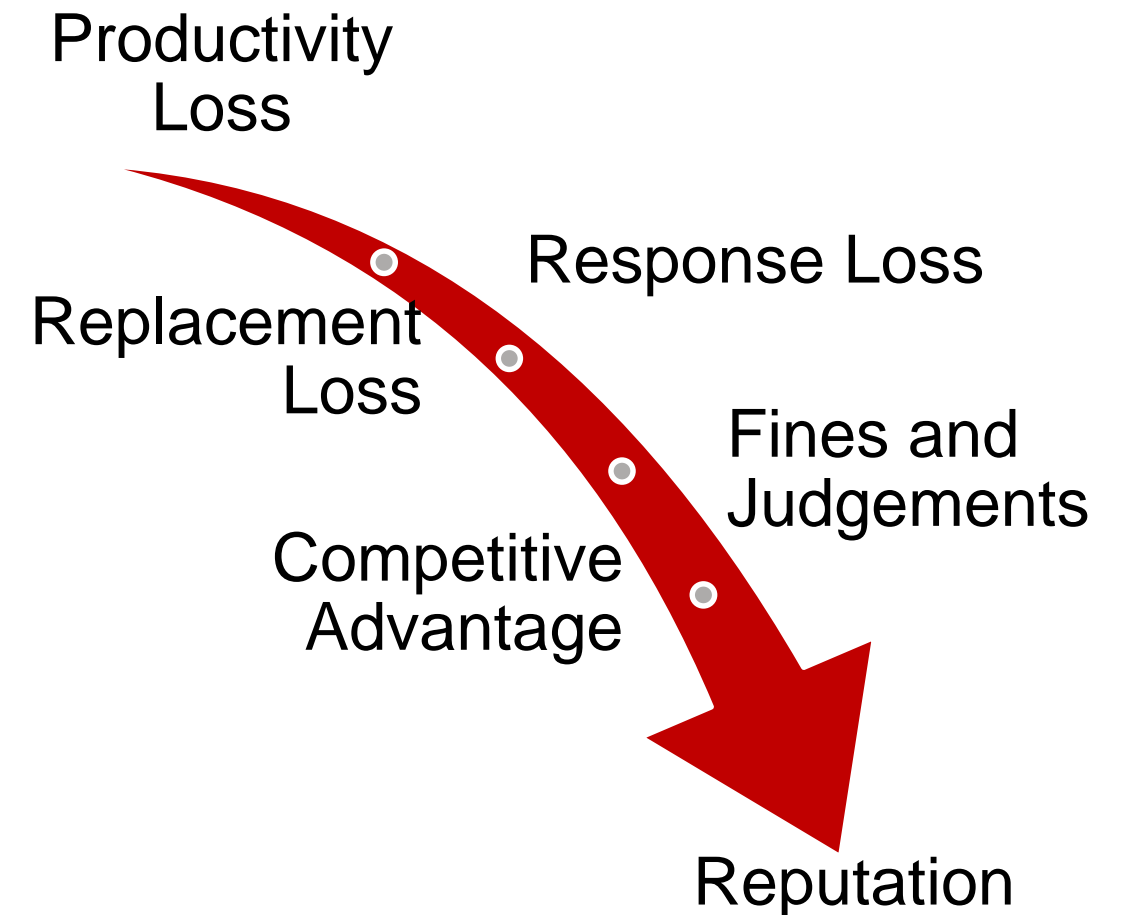 Productivity
Loss
Response Loss
Replacement
Loss
Fines and
Judgements
Competitive
Advantage
Reputation